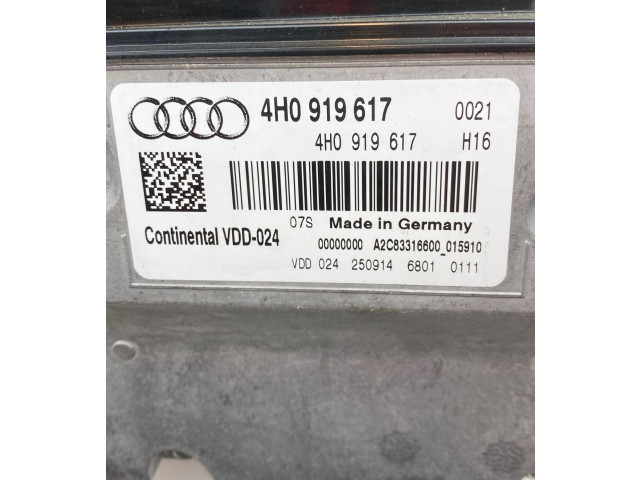 4H0 919 617 0021
4H0 919 617 H16
07S Made in Germany
Continental VDD-024
00000000 A2C83316600_015910
VDD 024 250914 6801 0111